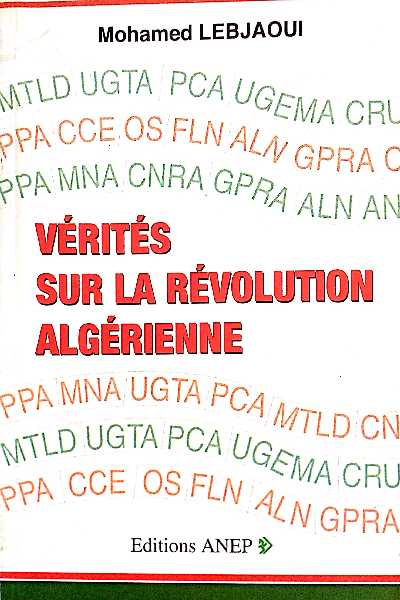 Mohamed LEBJAOUI
MTLD UGTA PCA UGEMA CRU
PPA CCE OS FLN ALN GPRA C
PPA MNA CNRA GPRA ALN AN
VÉRITÉS
SUR LA RÉVOLUTION
ALGÉRIENNE
PPA MNA UGTA PCA MTLD CN
MTLD UGTA PCA UGEMA CRU
PPA CCE OS FLN ALN GPRA
Editions ANEP